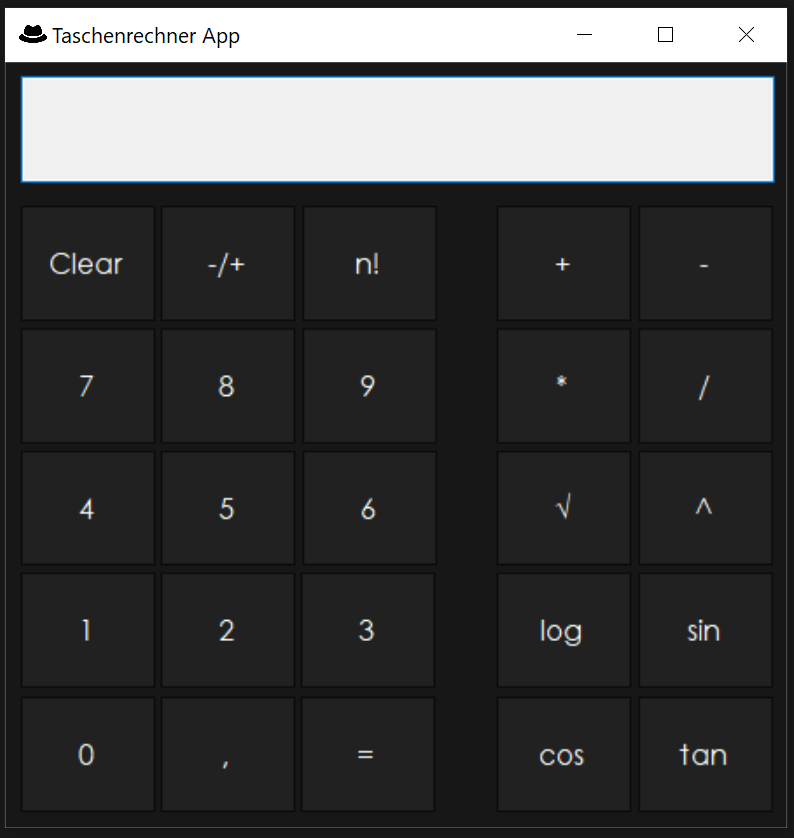 Taschenrechner App
Clear -/+ n! + -
7 8 9 * /
4 5 6 √ ^
1 2 3 log sin
0 , = cos tan